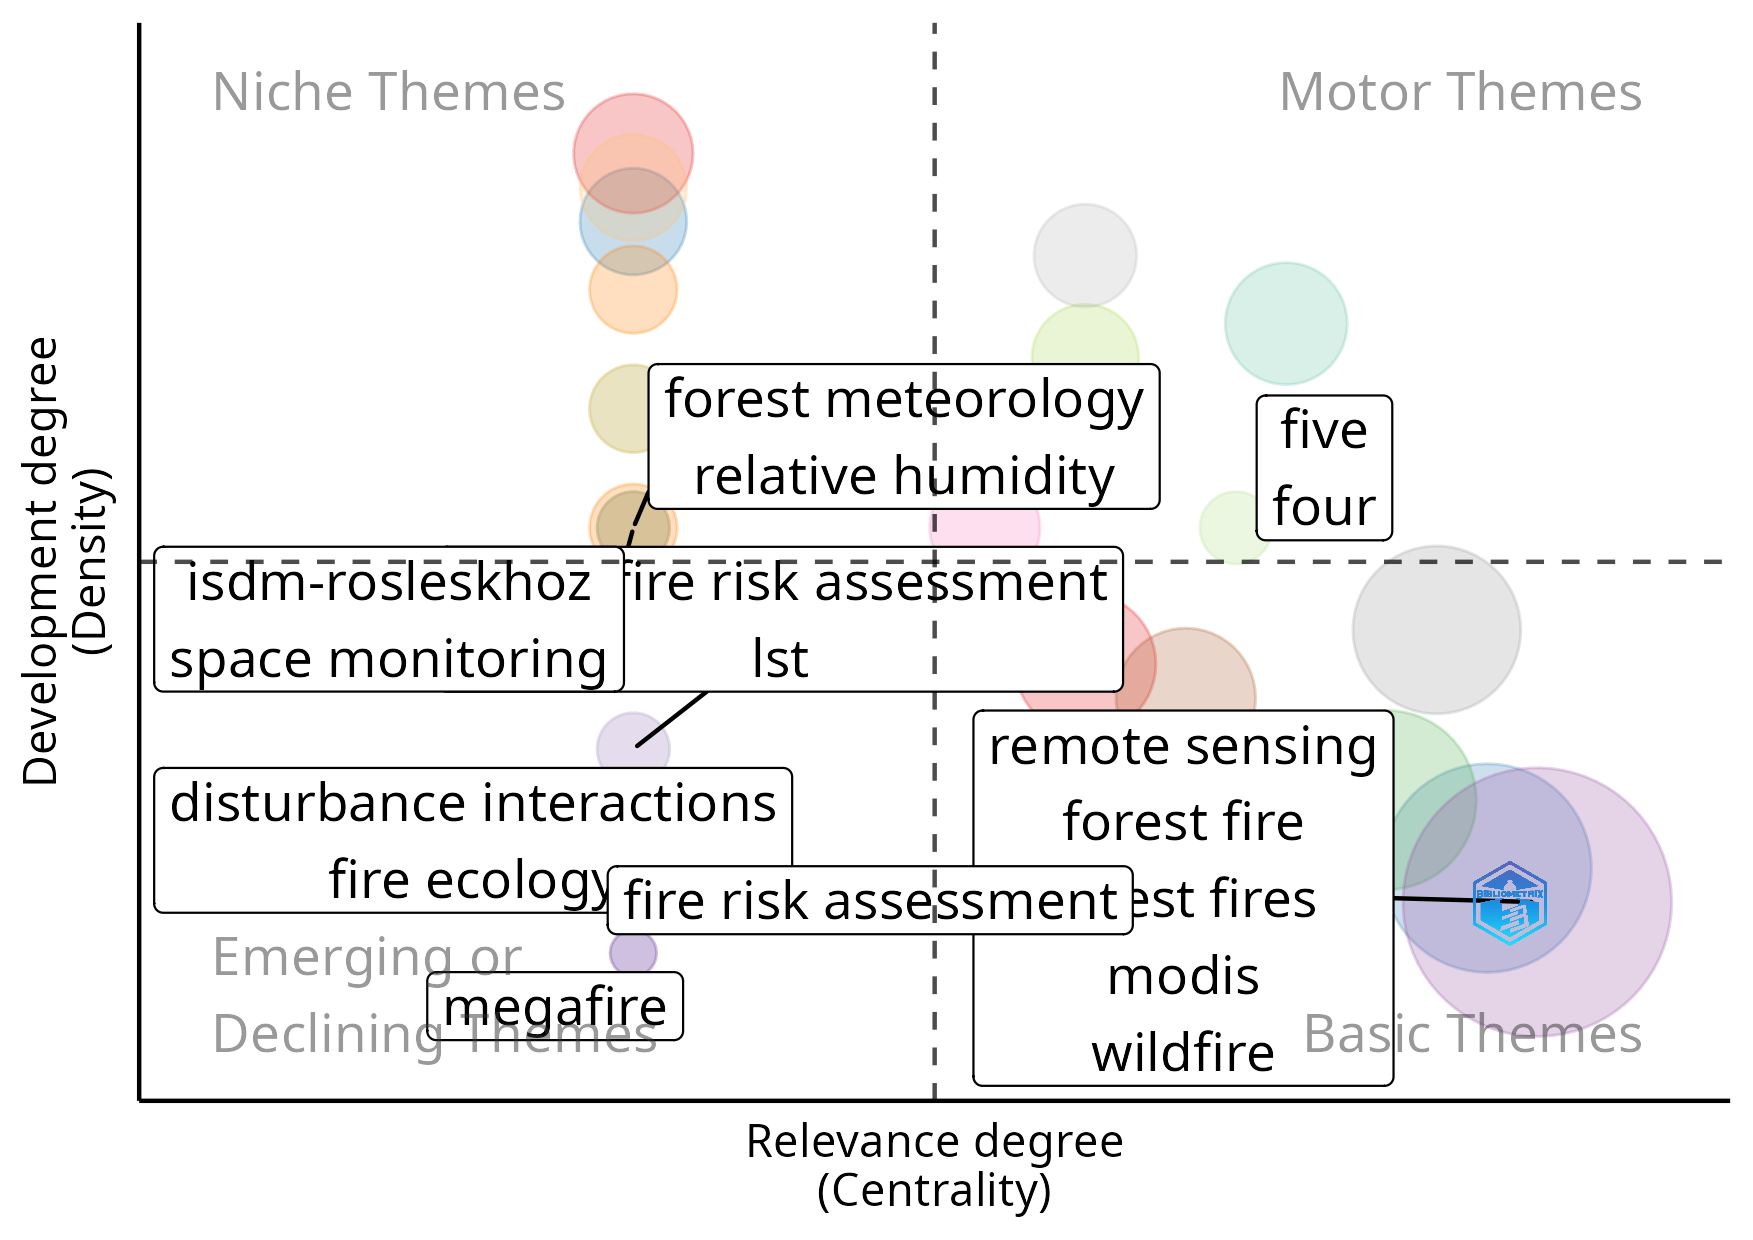 Niche Themes
Motor Themes
forest meteorology
relative humidity
five
four
isdm-rosleskhoz
space monitoring
fire risk assessment
lst
remote sensing
forest fire
est fires
modis
wildfire
disturbance interactions
fire ecology
fire risk assessment
BIBLIOMETRIX
Emerging or
Declining Themes
megafire
Basic Themes
Development degree
(Density)
Relevance degree
(Centrality)